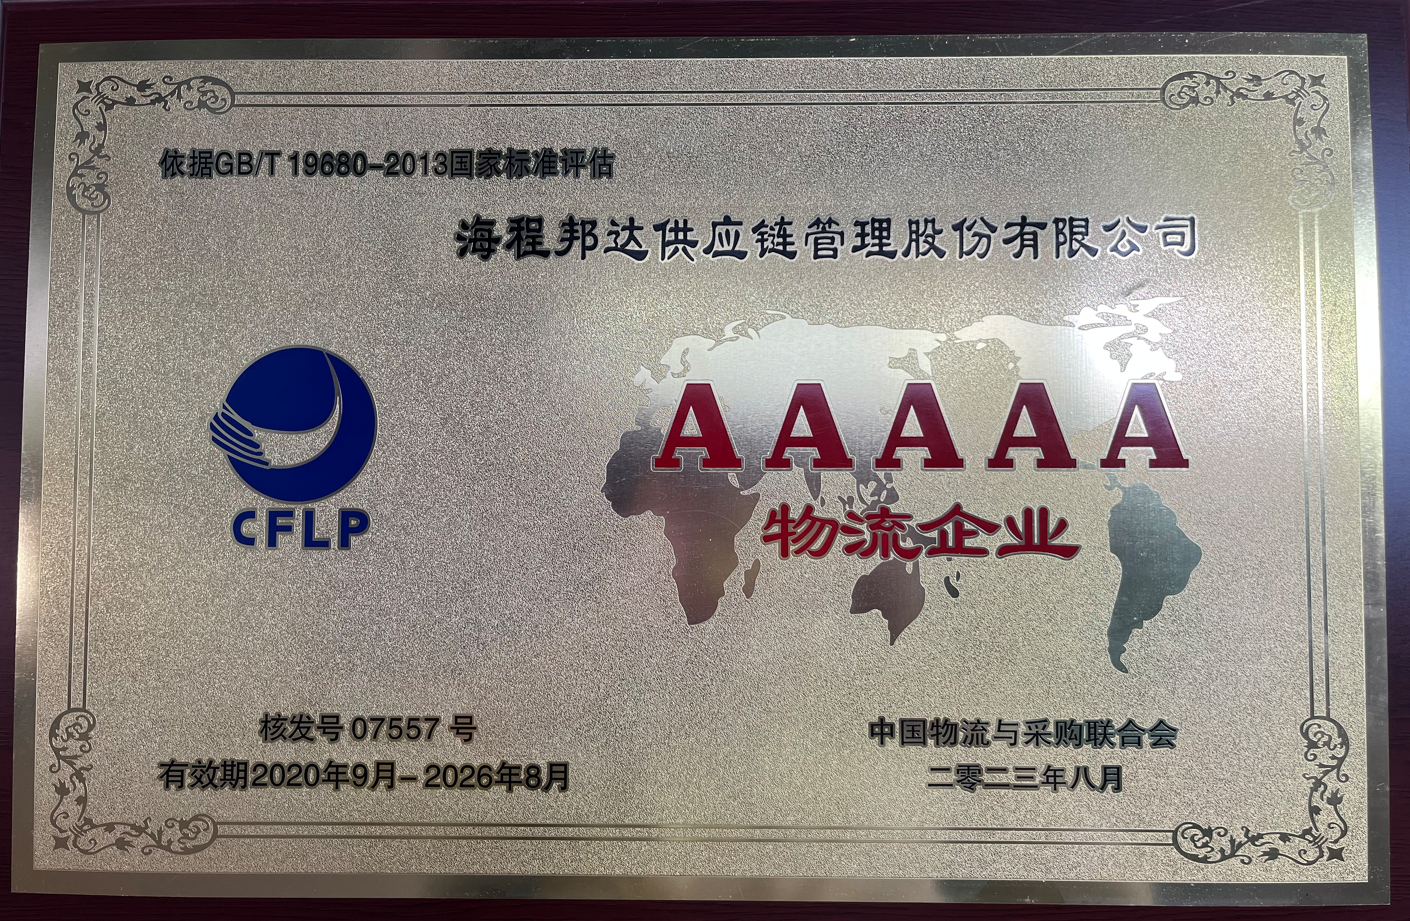 依据GB/T 19680-2013国家标准评估
海程邦达供应链管理股份有限公司
AAAAA
物流企业
CFLP
核发号 07557 号
有效期2020年9月-2026年8月
中国物流与采购联合会
二零二三年八月